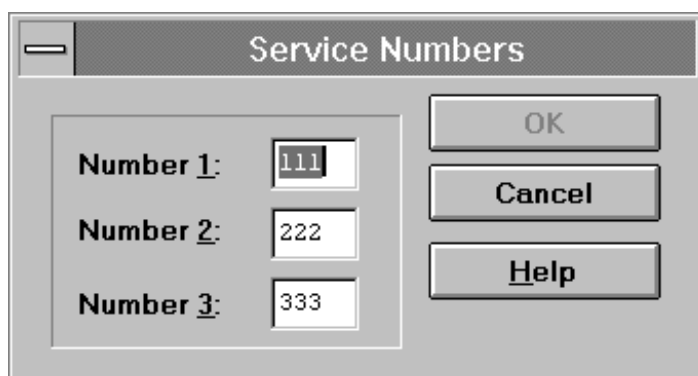 Service Numbers
Number 1: 111
Number 2: 222
Number 3: 333
OK
Cancel
Help